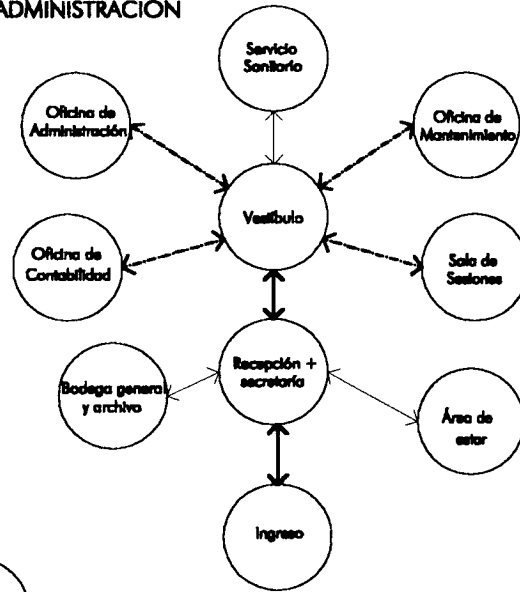 ADMINISTRACION
Servicio
Sanitario
Oficina de
Administración
Oficina de
Mantenimiento
Vestíbulo
Oficina de
Contabilidad
Sala de
Sesiones
Recepción +
secretaría
Bodega general
y archivo
Área de
estar
Ingreso